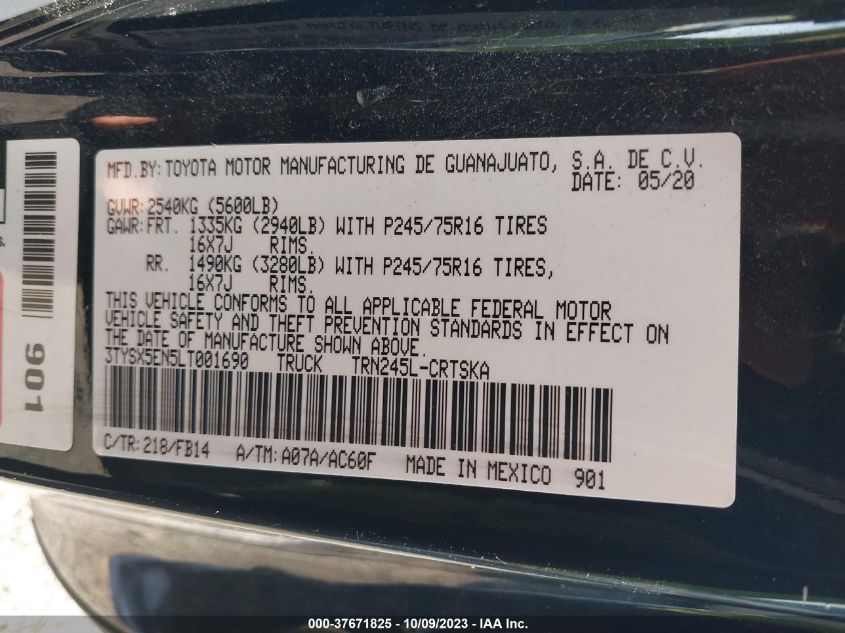 MFD.BY: TOYOTA MOTOR MANUFACTURING DE GUANAJUATO, S.A. DE C.V.
DATE: 05/20
GVWR: 2540KG (5600LB)
GAWR: FRT. 1335KG (2940LB) WITH P245/75R16 TIRES
16X7J RIMS.
RR. 1490KG (3280LB) WITH P245/75R16 TIRES,
16X7J RIMS.
THIS VEHICLE CONFORMS TO ALL APPLICABLE FEDERAL MOTOR
VEHICLE SAFETY AND THEFT PREVENTION STANDARDS IN EFFECT ON
THE DATE OF MANUFACTURE SHOWN ABOVE.
3TYSX5EN5LT001690 TRUCK TRN245L-CRTSKA
C/TR: 218/FB14 A/TM: A07A/AC60F MADE IN MEXICO 901
901
000-37671825 - 10/09/2023 - IAA Inc.